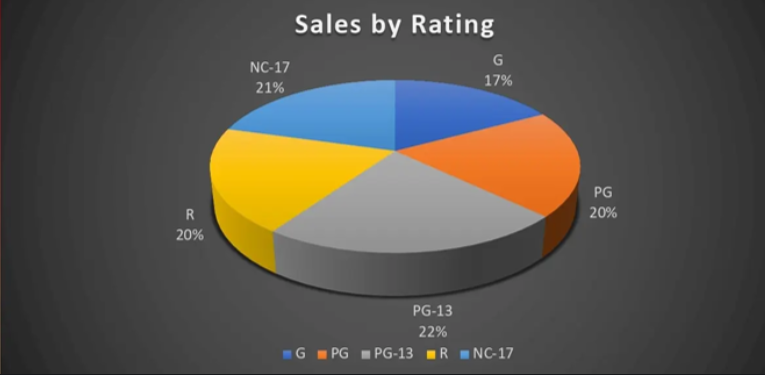 Sales by Rating
NC-17
21%
G
17%
PG
20%
R
20%
PG-13
22%
G PG PG-13 R NC-17